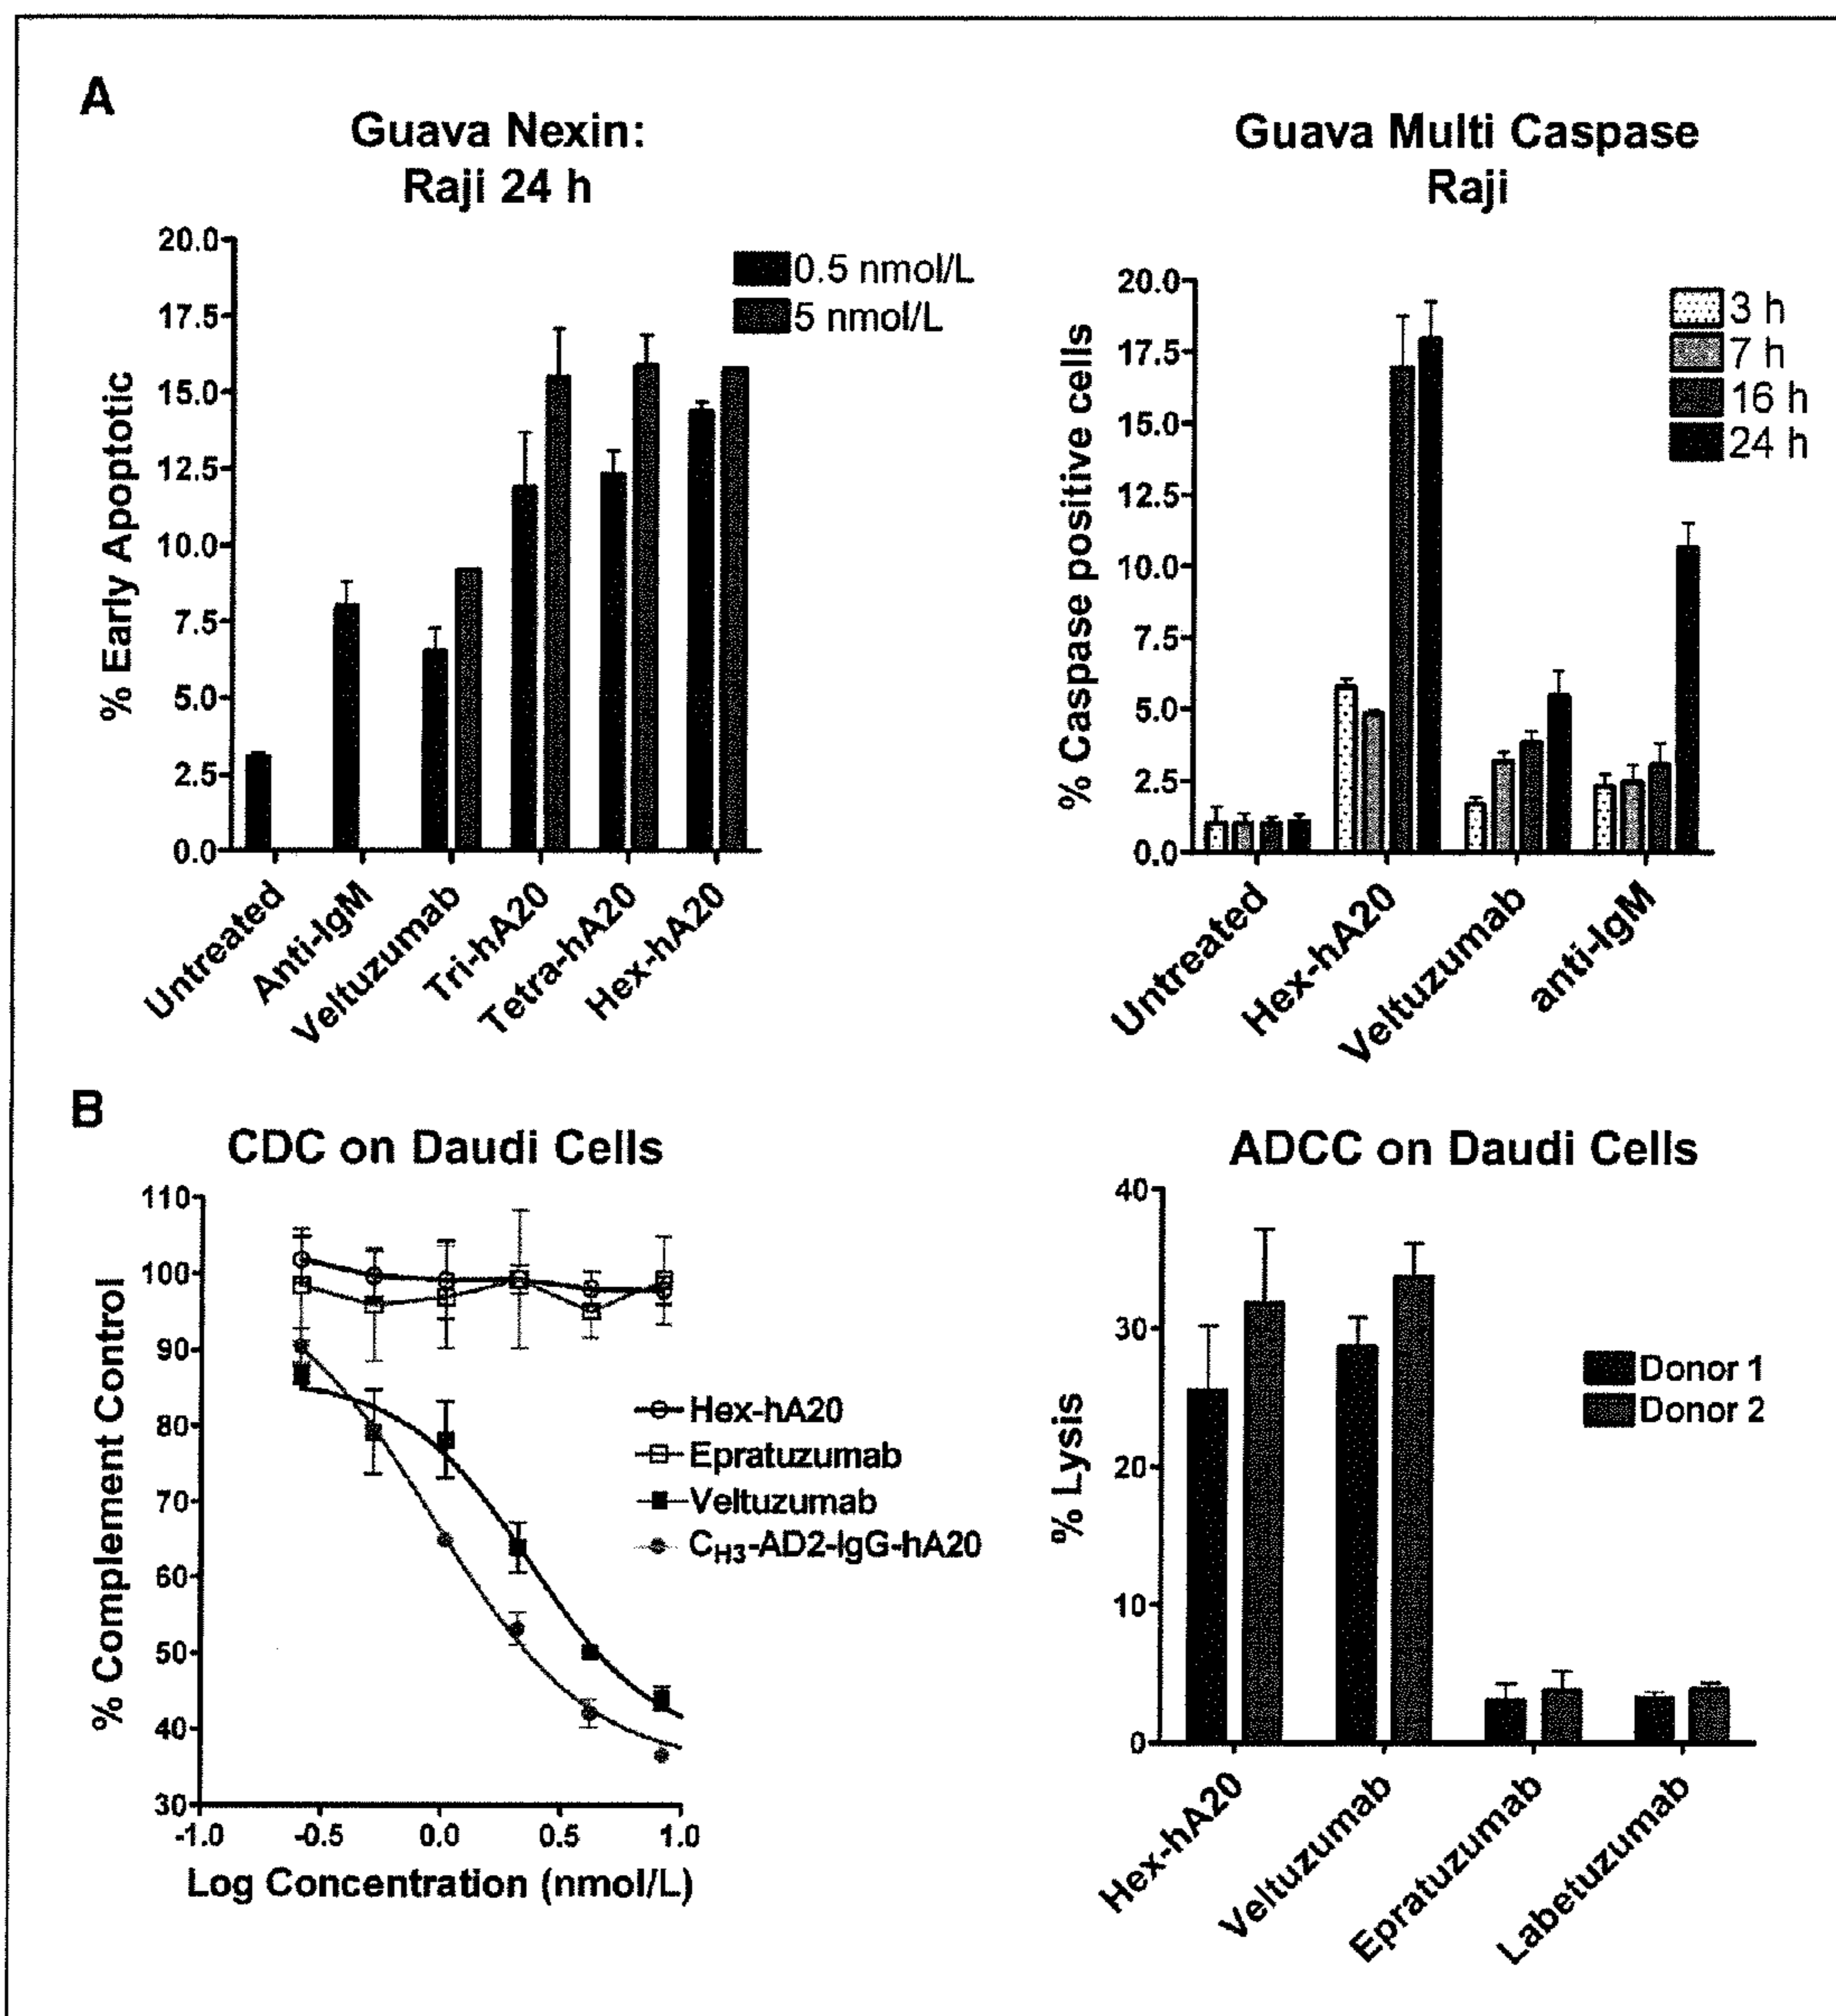 A
Guava Nexin:
Raji 24 h
20.0
17.5
15.0
12.5
10.0
7.5
5.0
2.5
0.0
% Early Apoptotic
0.5 nmol/L
5 nmol/L
Untreated
Anti-IgM
Veltuzumab
Tri-hA20
Tetra-hA20
Hex-hA20
Guava Multi Caspase
Raji
20.0
17.5
15.0
12.5
10.0
7.5
5.0
2.5
0.0
% Caspase positive cells
3 h
7 h
16 h
24 h
Untreated
Hex-hA20
Veltuzumab
anti-IgM
B
CDC on Daudi Cells
110
100
90
80
70
60
50
40
30
% Complement Control
Hex-hA20
Epratuzumab
Veltuzumab
CH3-AD2-IgG-hA20
-1.0 -0.5 0.0 0.5 1.0
Log Concentration (nmol/L)
ADCC on Daudi Cells
40
30
20
10
0
% Lysis
Donor 1
Donor 2
Hex-hA20
Veltuzumab
Epratuzumab
Labetuzumab